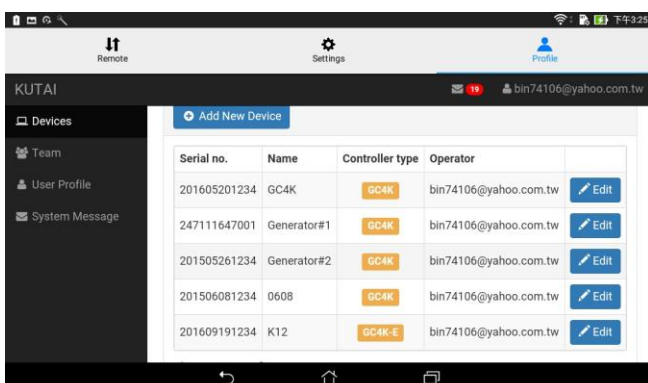 下午3:25
Remote
Settings
Profile
KUTAI
19
bin74106@yahoo.com.tw
Devices
Add New Device
Team
User Profile
System Message
Serial no. Name Controller type Operator
201605201234 GC4K GC4K bin74106@yahoo.com.tw Edit
247111647001 Generator#1 GC4K bin74106@yahoo.com.tw Edit
201505261234 Generator#2 GC4K bin74106@yahoo.com.tw Edit
201506081234 0608 GC4K bin74106@yahoo.com.tw Edit
201609191234 K12 GC4K-E bin74106@yahoo.com.tw Edit